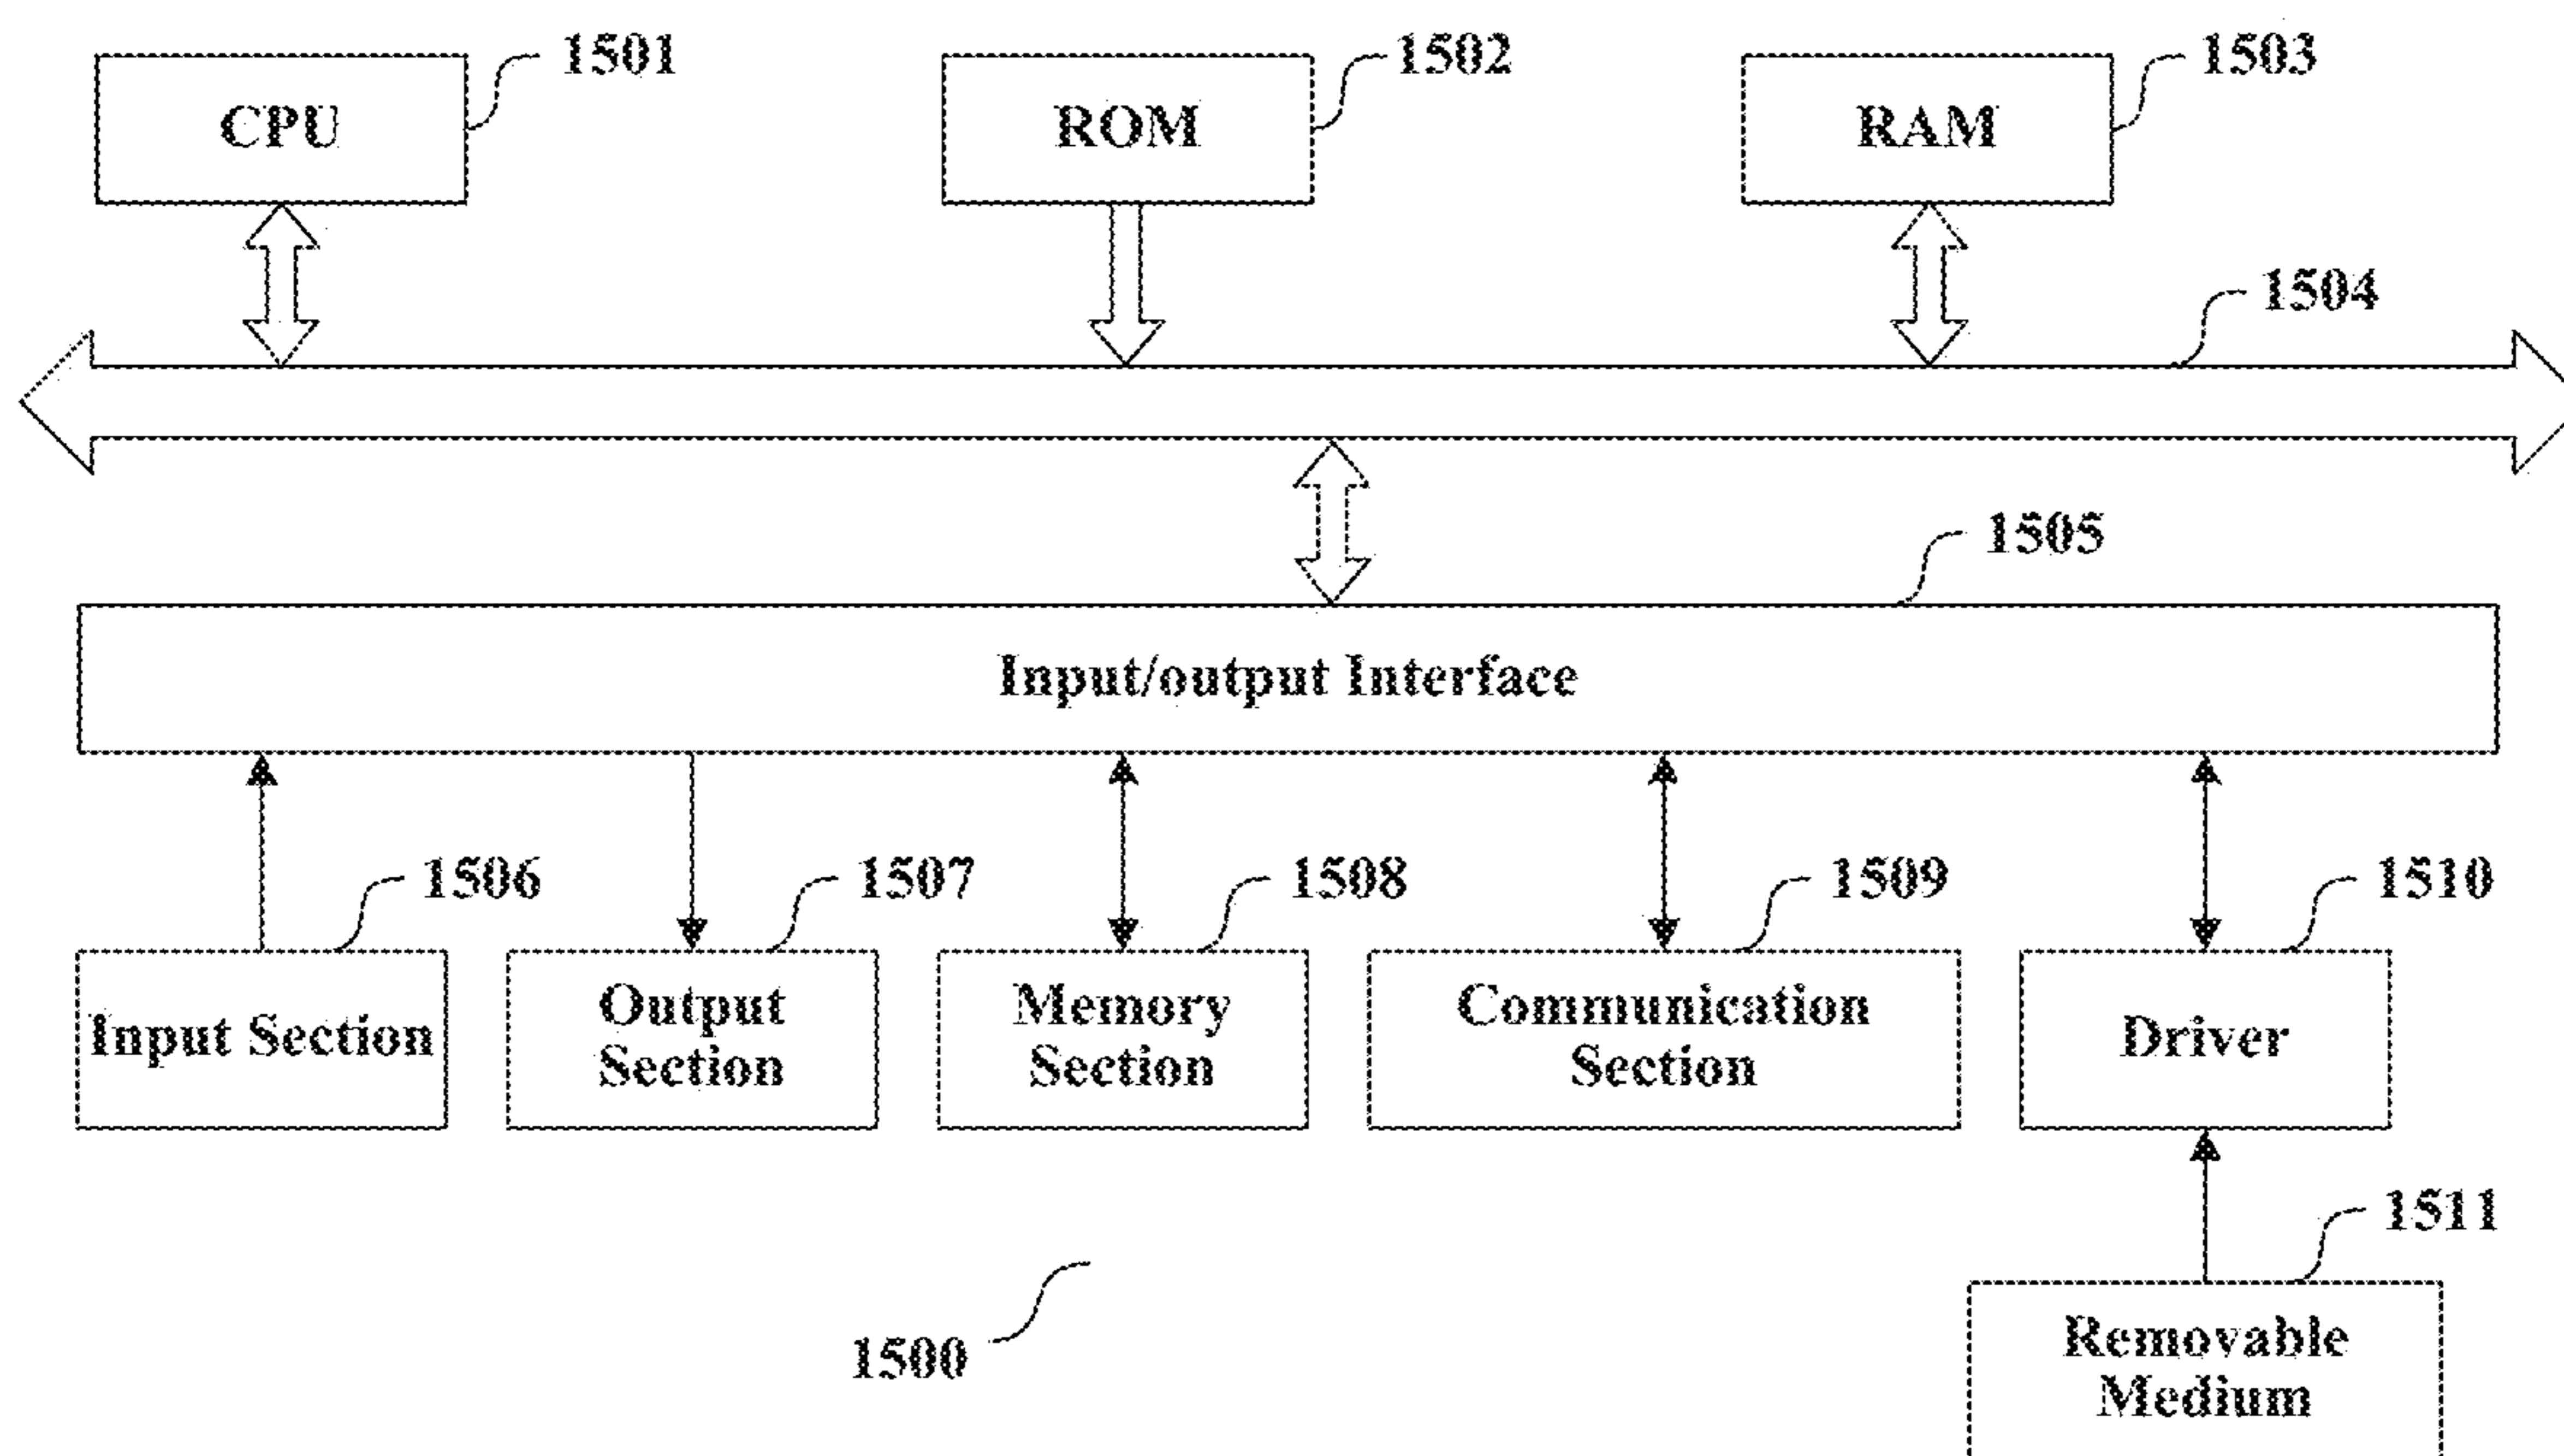 1501
1502
1503
CPU
ROM
RAM
1504
1505
Input/output Interface
1506
1507
1508
1509
1510
Input Section
Output
Section
Memory
Section
Communication
Section
Driver
1511
1500
Removable
Medium